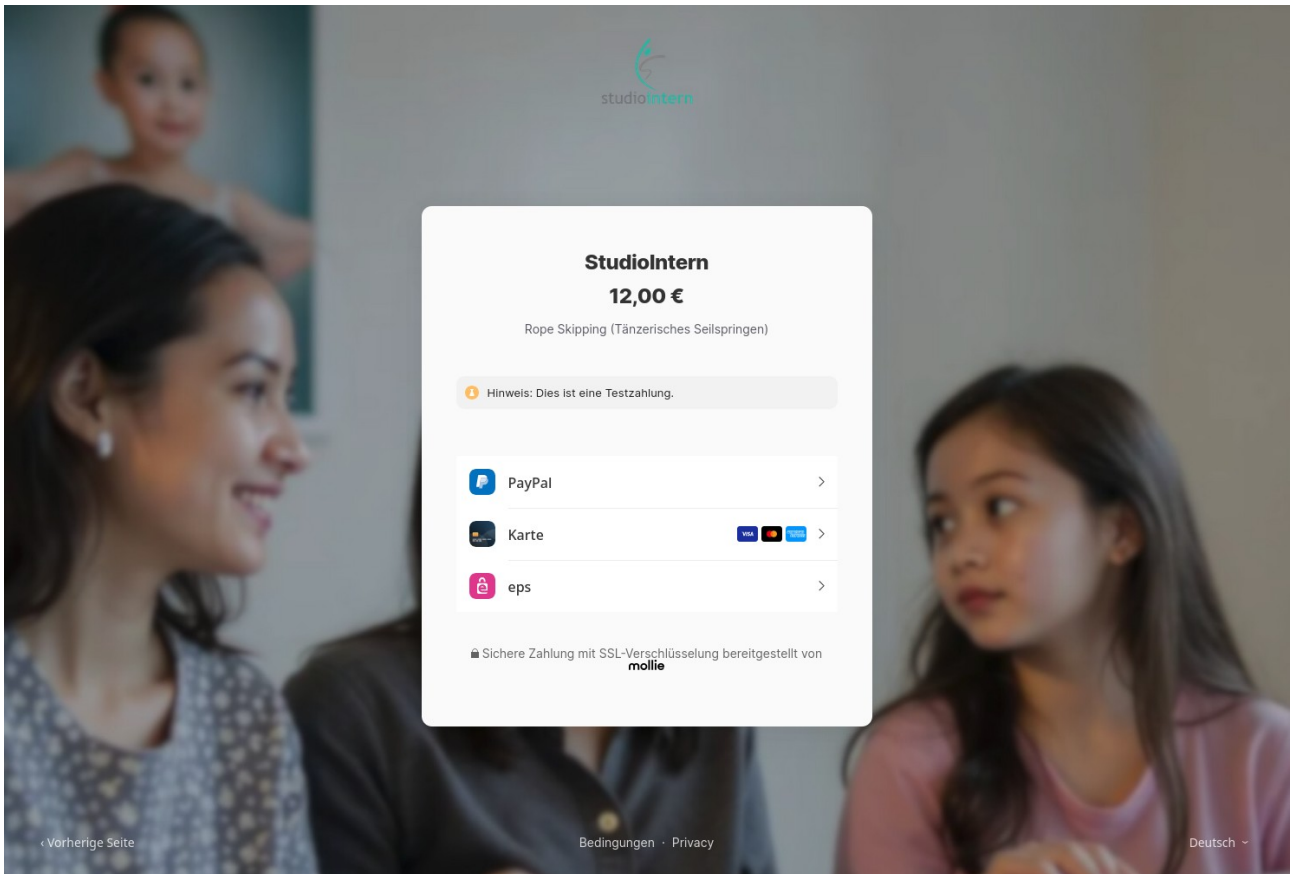 studioIntern
StudioIntern
12,00 €
Rope Skipping (Tänzerisches Seilspringen)
Hinweis: Dies ist eine Testzahlung.
PayPal
Karte
VISA
eps
Sichere Zahlung mit SSL-Verschlüsselung bereitgestellt von
mollie
‹ Vorherige Seite
Bedingungen · Privacy
Deutsch